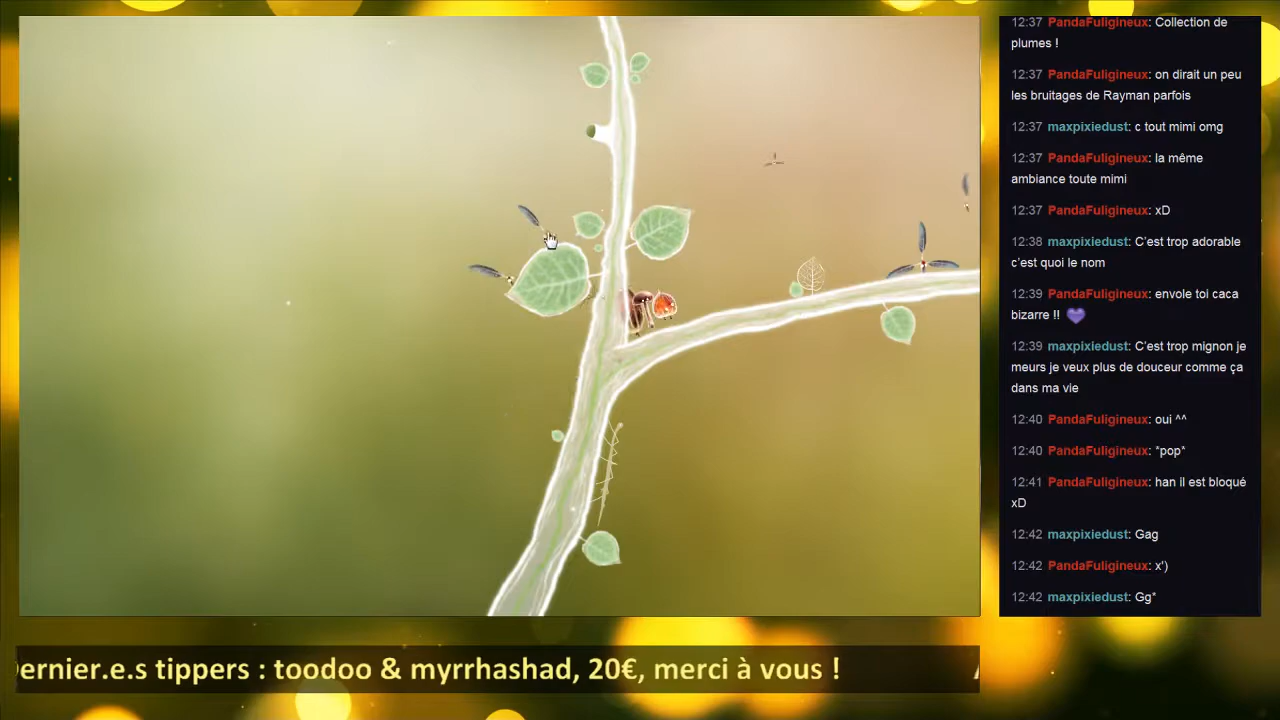 12:37 PandaFuligineux: Collection de
plumes !
12:37 PandaFuligineux: on dirait un peu
les bruitages de Rayman parfois
12:37 maxpixiedust: c tout mimi omg
12:37 PandaFuligineux: la même
ambiance toute mimi
12:37 PandaFuligineux: xD
12:38 maxpixiedust: C'est trop adorable
c'est quoi le nom
12:39 PandaFuligineux: envole toi caca
bizarre !!
12:39 maxpixiedust: C'est trop mignon je
meurs je veux plus de douceur comme ça
dans ma vie
12:40 PandaFuligineux: oui ^^
12:40 PandaFuligineux: *pop*
12:41 PandaFuligineux: han il est bloqué
xD
12:42 maxpixiedust: Gag
12:42 PandaFuligineux: x')
12:42 maxpixiedust: Gg*
ernier.e.s tippers : toodoo & myrrhashad, 20€, merci à vous !